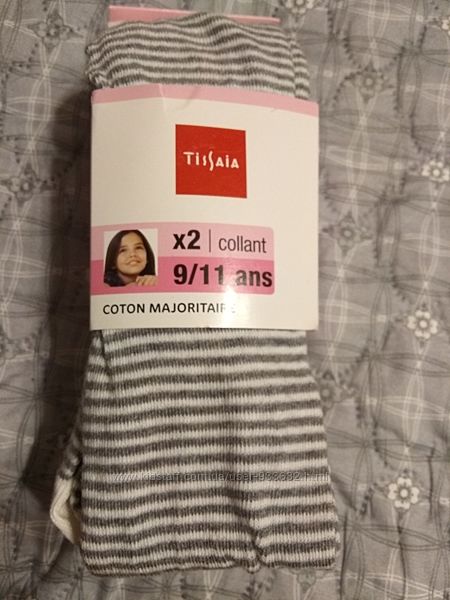 TISSAIA
x2 | collant
9/11 ans
COTON MAJORITAIRE